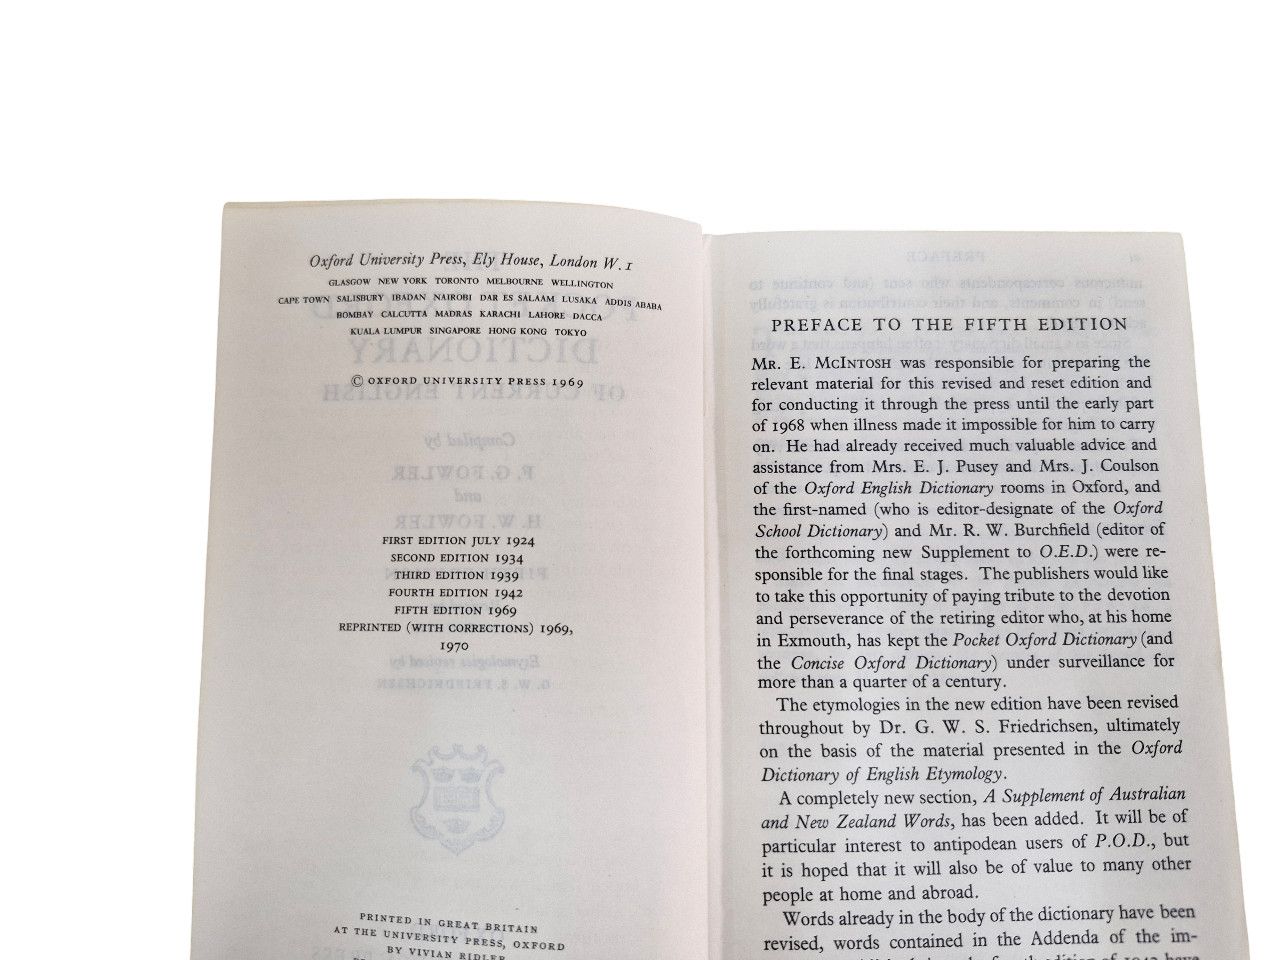 Oxford University Press, Ely House, London W. 1
GLASGOW NEW YORK TORONTO MELBOURNE WELLINGTON
CAPE TOWN SALISBURY IBADAN NAIROBI DAR ES SALAAM LUSAKA ADDIS ABABA
BOMBAY CALCUTTA MADRAS KARACHI LAHORE DACCA
KUALA LUMPUR SINGAPORE HONG KONG TOKYO
© OXFORD UNIVERSITY PRESS 1969
FIRST EDITION JULY 1924
SECOND EDITION 1934
THIRD EDITION 1939
FOURTH EDITION 1942
FIFTH EDITION 1969
REPRINTED (WITH CORRECTIONS) 1969,
1970
PRINTED IN GREAT BRITAIN
AT THE UNIVERSITY PRESS, OXFORD
BY VIVIAN RIDLER
PREFACE TO THE FIFTH EDITION
MR. E. MCINTOSH was responsible for preparing the
relevant material for this revised and reset edition and
for conducting it through the press until the early part
of 1968 when illness made it impossible for him to carry
on. He had already received much valuable advice and
assistance from Mrs. E. J. Pusey and Mrs. J. Coulson
of the Oxford English Dictionary rooms in Oxford, and
the first-named (who is editor-designate of the Oxford
School Dictionary) and Mr. R. W. Burchfield (editor of
the forthcoming new Supplement to O.E.D.) were re-
sponsible for the final stages. The publishers would like
to take this opportunity of paying tribute to the devotion
and perseverance of the retiring editor who, at his home
in Exmouth, has kept the Pocket Oxford Dictionary (and
the Concise Oxford Dictionary) under surveillance for
more than a quarter of a century.
The etymologies in the new edition have been revised
throughout by Dr. G. W. S. Friedrichsen, ultimately
on the basis of the material presented in the Oxford
Dictionary of English Etymology.
A completely new section, A Supplement of Australian
and New Zealand Words, has been added. It will be of
particular interest to antipodean users of P.O.D., but
it is hoped that it will also be of value to many other
people at home and abroad.
Words already in the body of the dictionary have been
revised, words contained in the Addenda of the im-